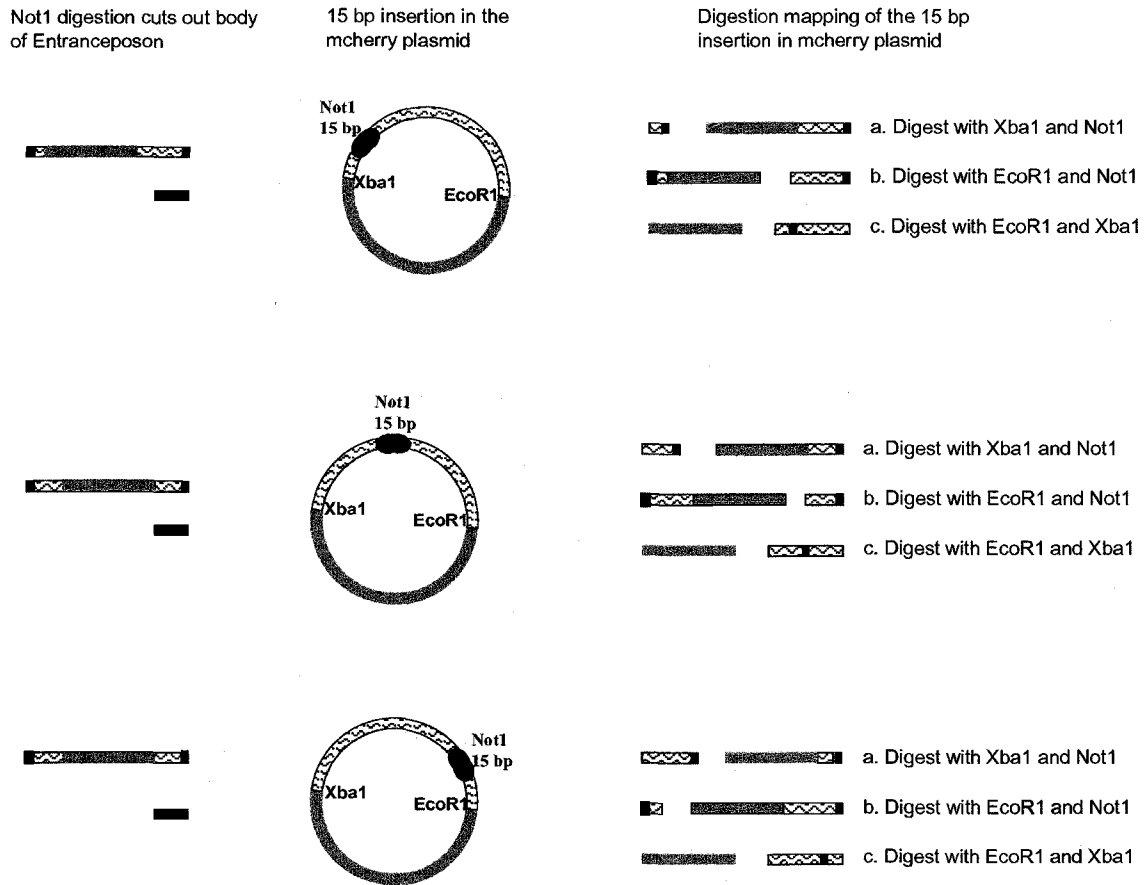 Not1 digestion cuts out body
of Entranceposon
15 bp insertion in the
mcherry plasmid
Digestion mapping of the 15 bp
insertion in mcherry plasmid
Not1
15 bp
Xba1
EcoR1
a. Digest with Xba1 and Not1
b. Digest with EcoR1 and Not1
c. Digest with EcoR1 and Xba1
Not1
15 bp
Xba1
EcoR1
a. Digest with Xba1 and Not1
b. Digest with EcoR1 and Not1
c. Digest with EcoR1 and Xba1
Not1
15 bp
Xba1
EcoR1
a. Digest with Xba1 and Not1
b. Digest with EcoR1 and Not1
c. Digest with EcoR1 and Xba1